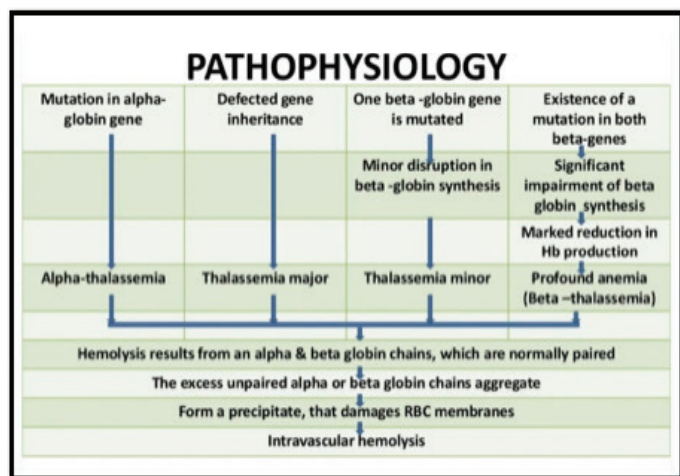 PATHOPHYSIOLOGY
Mutation in alpha-
globin gene
Defected gene
inheritance
One beta -globin gene
is mutated
Existence of a
mutation in both
beta-genes
Minor disruption in
beta -globin synthesis
Significant
impairment of beta
globin synthesis
Marked reduction in
Hb production
Alpha-thalassemia
Thalassemia major
Thalassemia minor
Profound anemia
(Beta –thalassemia)
Hemolysis results from an alpha & beta globin chains, which are normally paired
The excess unpaired alpha or beta globin chains aggregate
Form a precipitate, that damages RBC membranes
Intravascular hemolysis